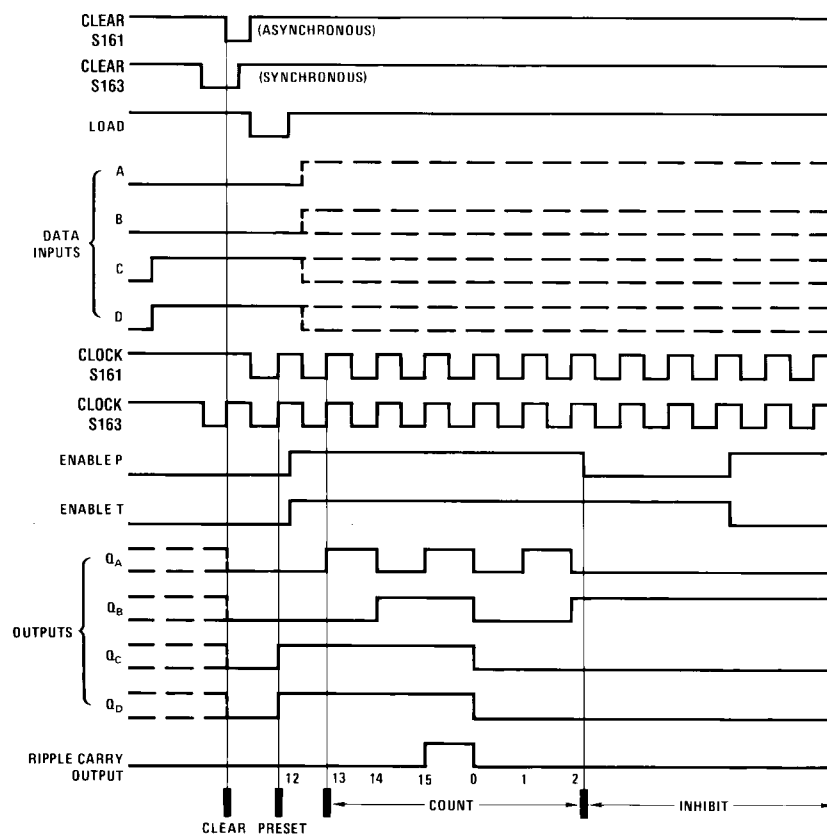 CLEAR
S161
(ASYNCHRONOUS)
CLEAR
S163
(SYNCHRONOUS)
LOAD
DATA
INPUTS
A
B
C
D
CLOCK
S161
CLOCK
S163
ENABLE P
ENABLE T
OUTPUTS
QA
QB
QC
QD
RIPPLE CARRY
OUTPUT
12 13 14 15 0 1 2
COUNT
INHIBIT
CLEAR PRESET